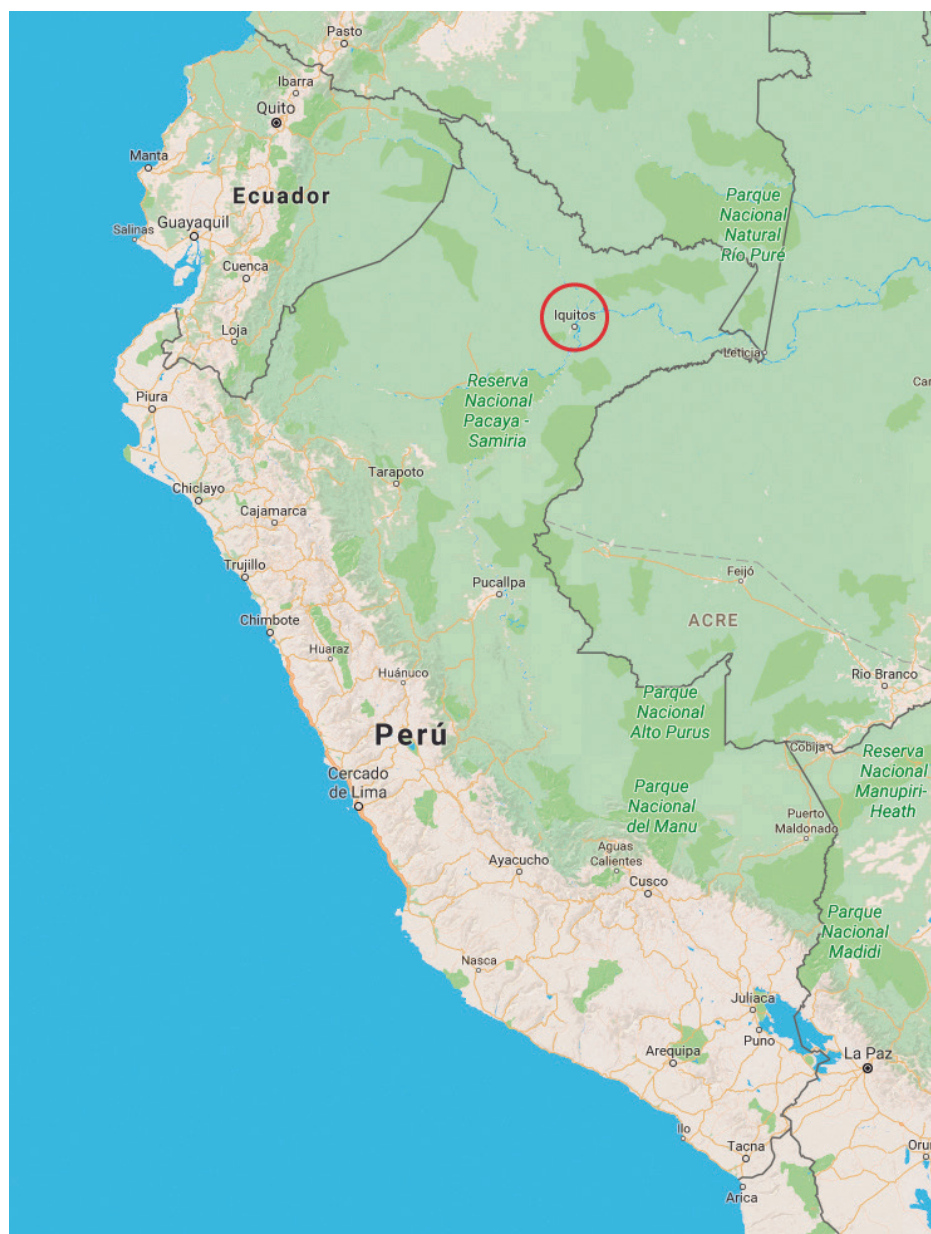 Pasto
Ibarra
Quito
Manta
Ecuador
Parque
Nacional
Natural
Río Puré
Salinas
Guayaquil
Cuenca
Iquitos
Loja
Leticia
Reserva
Nacional
Pacaya -
Samiria
Car
Piura
Tarapoto
Chiclayo
Cajamarca
Trujillo
Feijó
Pucallpa
Chimbote
ACRE
Huaraz
Huánuco
Rio Branco
Parque
Nacional
Alto Purus
Perú
Cobija
Reserva
Nacional
Manupiri-
Heath
Cercado
de Lima
Parque
Nacional
del Manu
Puerto
Maldonado
Aguas
Calientes
Ayacucho
Cusco
Parque
Nacional
Madidi
Nasca
Juliaca
Puno
Arequipa
La Paz
Ilo
Tacna
Oru
Arica